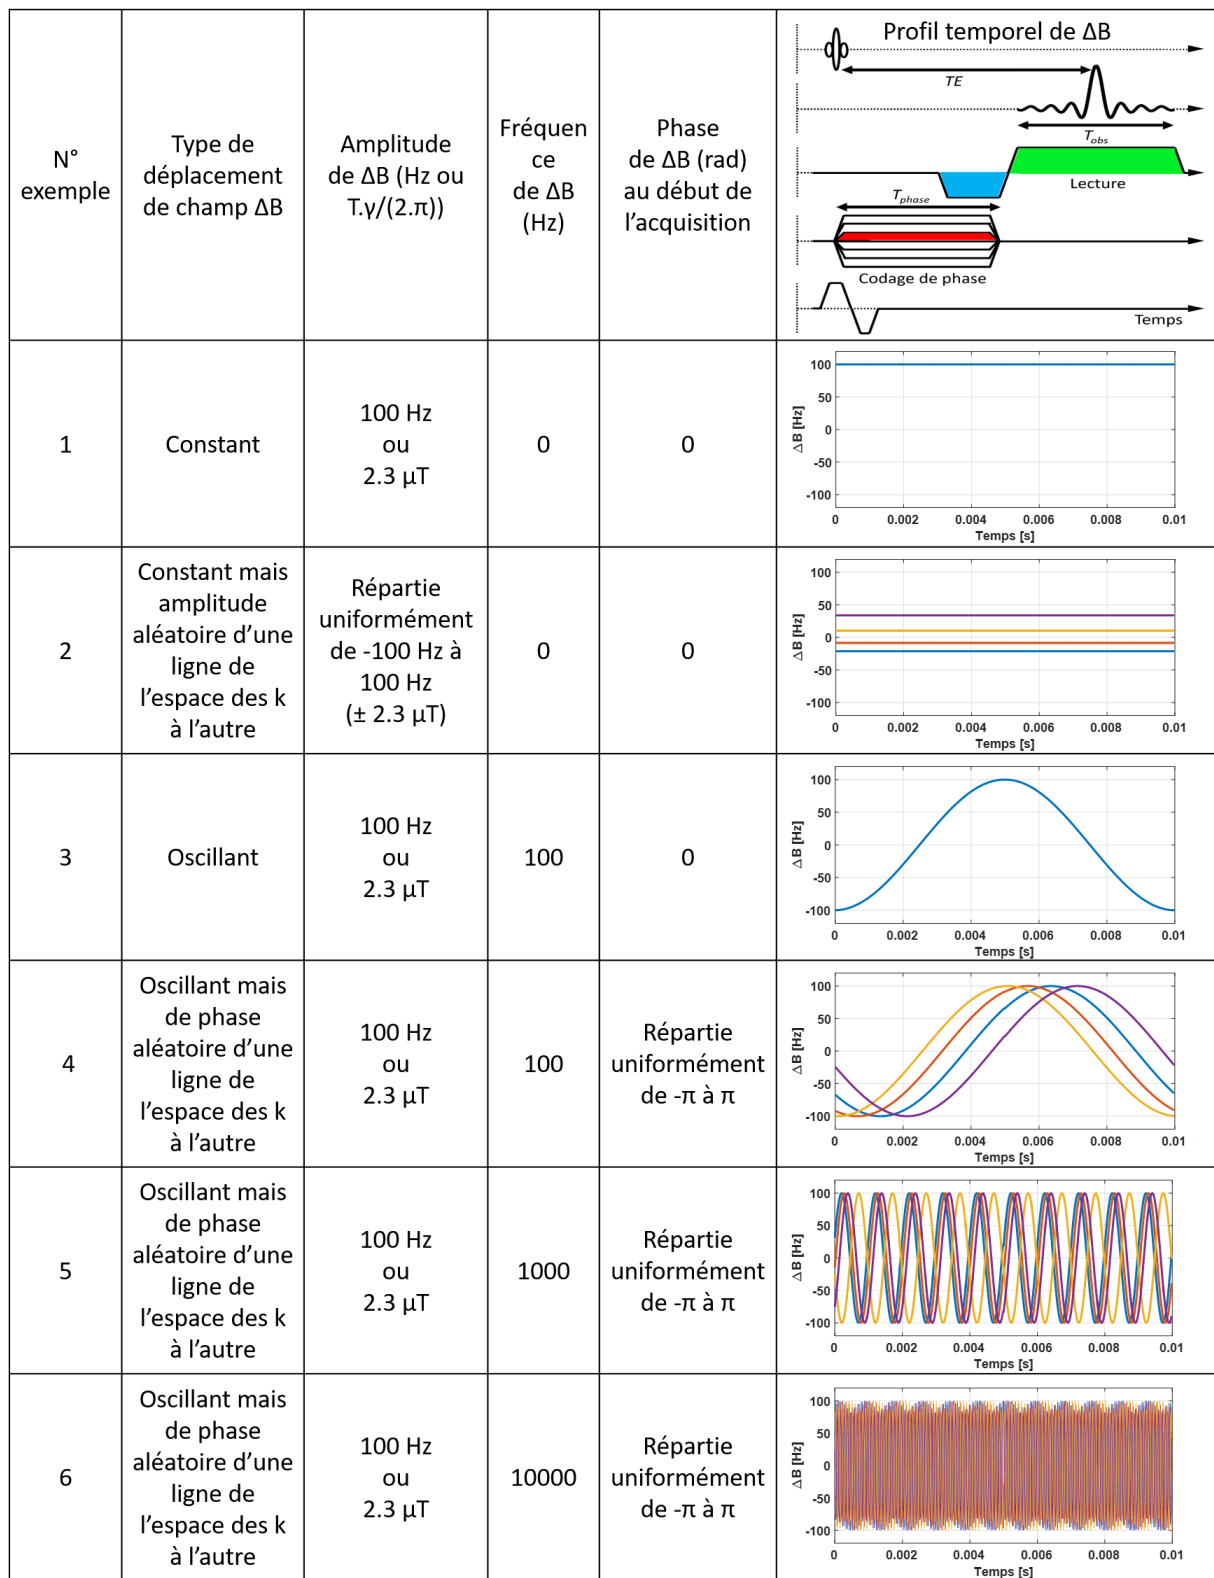 N°
exemple
Type de
déplacement
de champ ΔB
Amplitude
de ΔB (Hz ou
T.γ/(2.π))
Fréquen
ce
de ΔB
(Hz)
Phase
de ΔB (rad)
au début de
l'acquisition
Profil temporel de ΔB
TE
Tobs
Lecture
Tphase
Codage de phase
Temps
1
Constant
100 Hz
ou
2.3 μT
0
0
ΔB [Hz]
100
50
0
-50
-100
0 0.002 0.004 0.006 0.008 0.01
Temps [s]
2
Constant mais
amplitude
aléatoire d'une
ligne de
l'espace des k
à l'autre
Répartie
uniformément
de -100 Hz à
100 Hz
(± 2.3 μT)
0
0
ΔB [Hz]
100
50
0
-50
-100
0 0.002 0.004 0.006 0.008 0.01
Temps [s]
3
Oscillant
100 Hz
ou
2.3 μT
100
0
ΔB [Hz]
100
50
0
-50
-100
0 0.002 0.004 0.006 0.008 0.01
Temps [s]
4
Oscillant mais
de phase
aléatoire d'une
ligne de
l'espace des k
à l'autre
100 Hz
ou
2.3 μT
100
Répartie
uniformément
de -π à π
ΔB [Hz]
100
50
0
-50
-100
0 0.002 0.004 0.006 0.008 0.01
Temps [s]
5
Oscillant mais
de phase
aléatoire d'une
ligne de
l'espace des k
à l'autre
100 Hz
ou
2.3 μT
1000
Répartie
uniformément
de -π à π
ΔB [Hz]
100
50
0
-50
-100
0 0.002 0.004 0.006 0.008 0.01
Temps [s]
6
Oscillant mais
de phase
aléatoire d'une
ligne de
l'espace des k
à l'autre
100 Hz
ou
2.3 μT
10000
Répartie
uniformément
de -π à π
ΔB [Hz]
100
50
0
-50
-100
0 0.002 0.004 0.006 0.008 0.01
Temps [s]